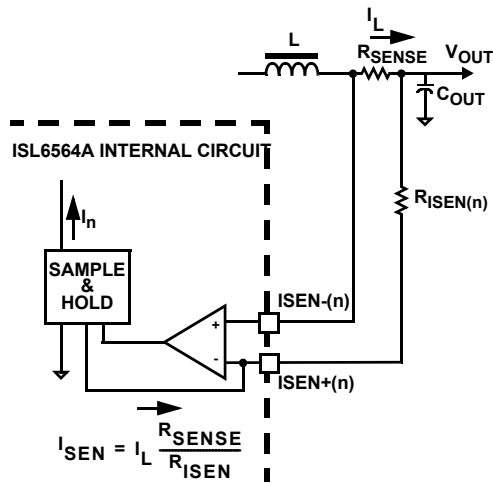 I_L
L
R_SENSE
V_OUT
C_OUT
ISL6564A INTERNAL CIRCUIT
R_ISEN(n)
I_n
SAMPLE
&
HOLD
+
ISEN-(n)
-
ISEN+(n)
I_SEN = I_L R_SENSE / R_ISEN